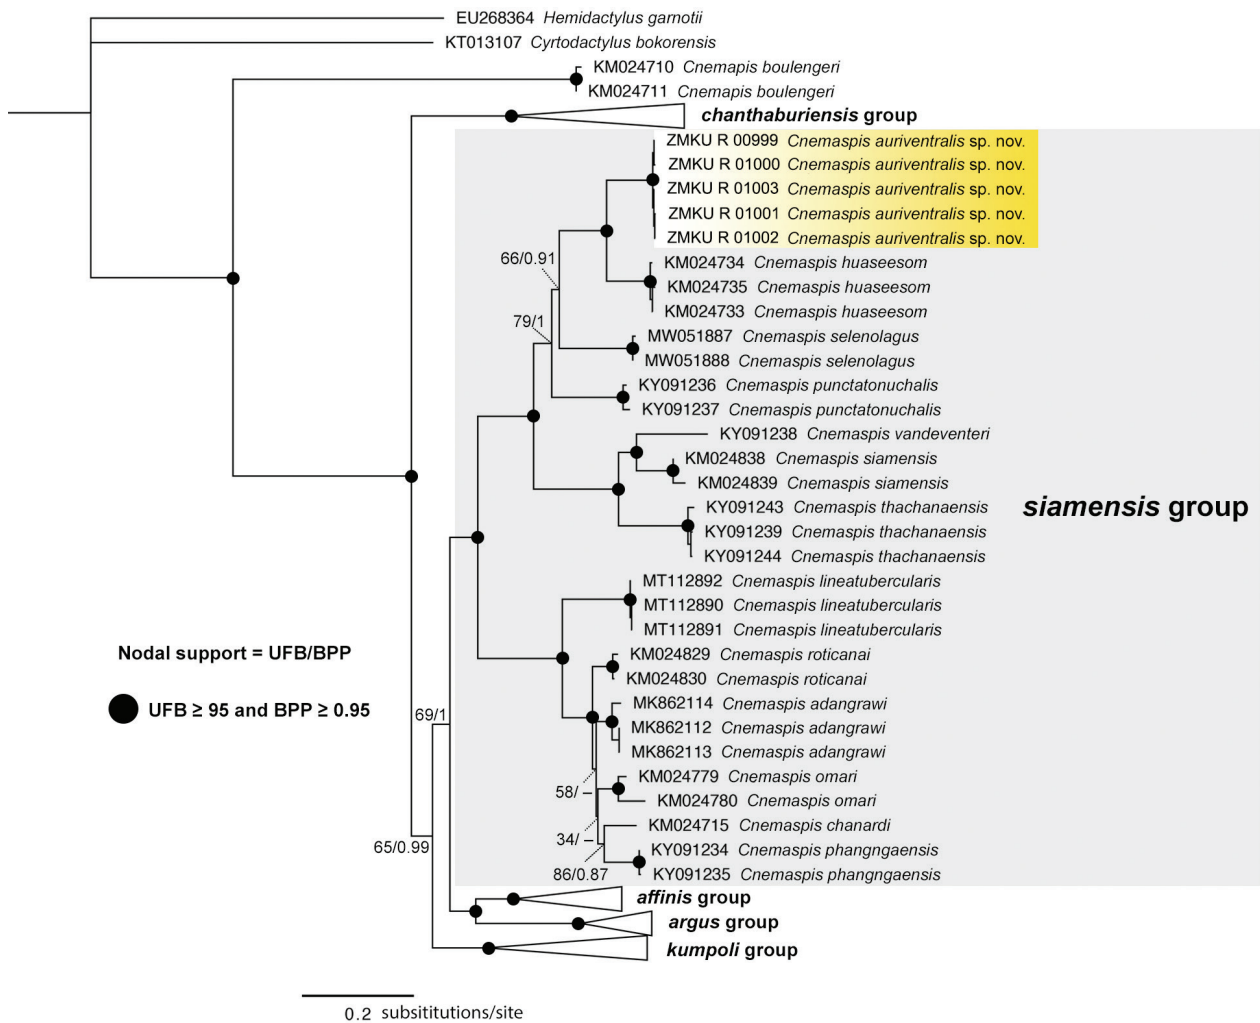 EU268364 Hemidactylus garnotii
KT013107 Cyrtodactylus bokorensis
KM024710 Cnemapis boulengeri
KM024711 Cnemapis boulengeri
chanthaburiensis group
ZMKU R 00999 Cnemaspis auriventralis sp. nov.
ZMKU R 01000 Cnemaspis auriventralis sp. nov.
ZMKU R 01003 Cnemaspis auriventralis sp. nov.
ZMKU R 01001 Cnemaspis auriventralis sp. nov.
ZMKU R 01002 Cnemaspis auriventralis sp. nov.
66/0.91
KM024734 Cnemaspis huaseesom
KM024735 Cnemaspis huaseesom
KM024733 Cnemaspis huaseesom
79/1
MW051887 Cnemaspis selenolagus
MW051888 Cnemaspis selenolagus
KY091236 Cnemaspis punctatonuchalis
KY091237 Cnemaspis punctatonuchalis
KY091238 Cnemaspis vandeventeri
KM024838 Cnemaspis siamensis
KM024839 Cnemaspis siamensis
KY091243 Cnemaspis thachanaensis
siamensis group
KY091239 Cnemaspis thachanaensis
KY091244 Cnemaspis thachanaensis
MT112892 Cnemaspis lineatubercularis
MT112890 Cnemaspis lineatubercularis
MT112891 Cnemaspis lineatubercularis
Nodal support = UFB/BPP
KM024829 Cnemaspis roticanai
KM024830 Cnemaspis roticanai
MK862114 Cnemaspis adangrawi
UFB ≥ 95 and BPP ≥ 0.95
69/1
MK862112 Cnemaspis adangrawi
MK862113 Cnemaspis adangrawi
KM024779 Cnemaspis omari
58/ –
KM024780 Cnemaspis omari
KM024715 Cnemaspis chanardi
34/ –
65/0.99
KY091234 Cnemaspis phangngaensis
86/0.87
KY091235 Cnemaspis phangngaensis
affinis group
argus group
kumpoli group
0.2 subsititutions/site